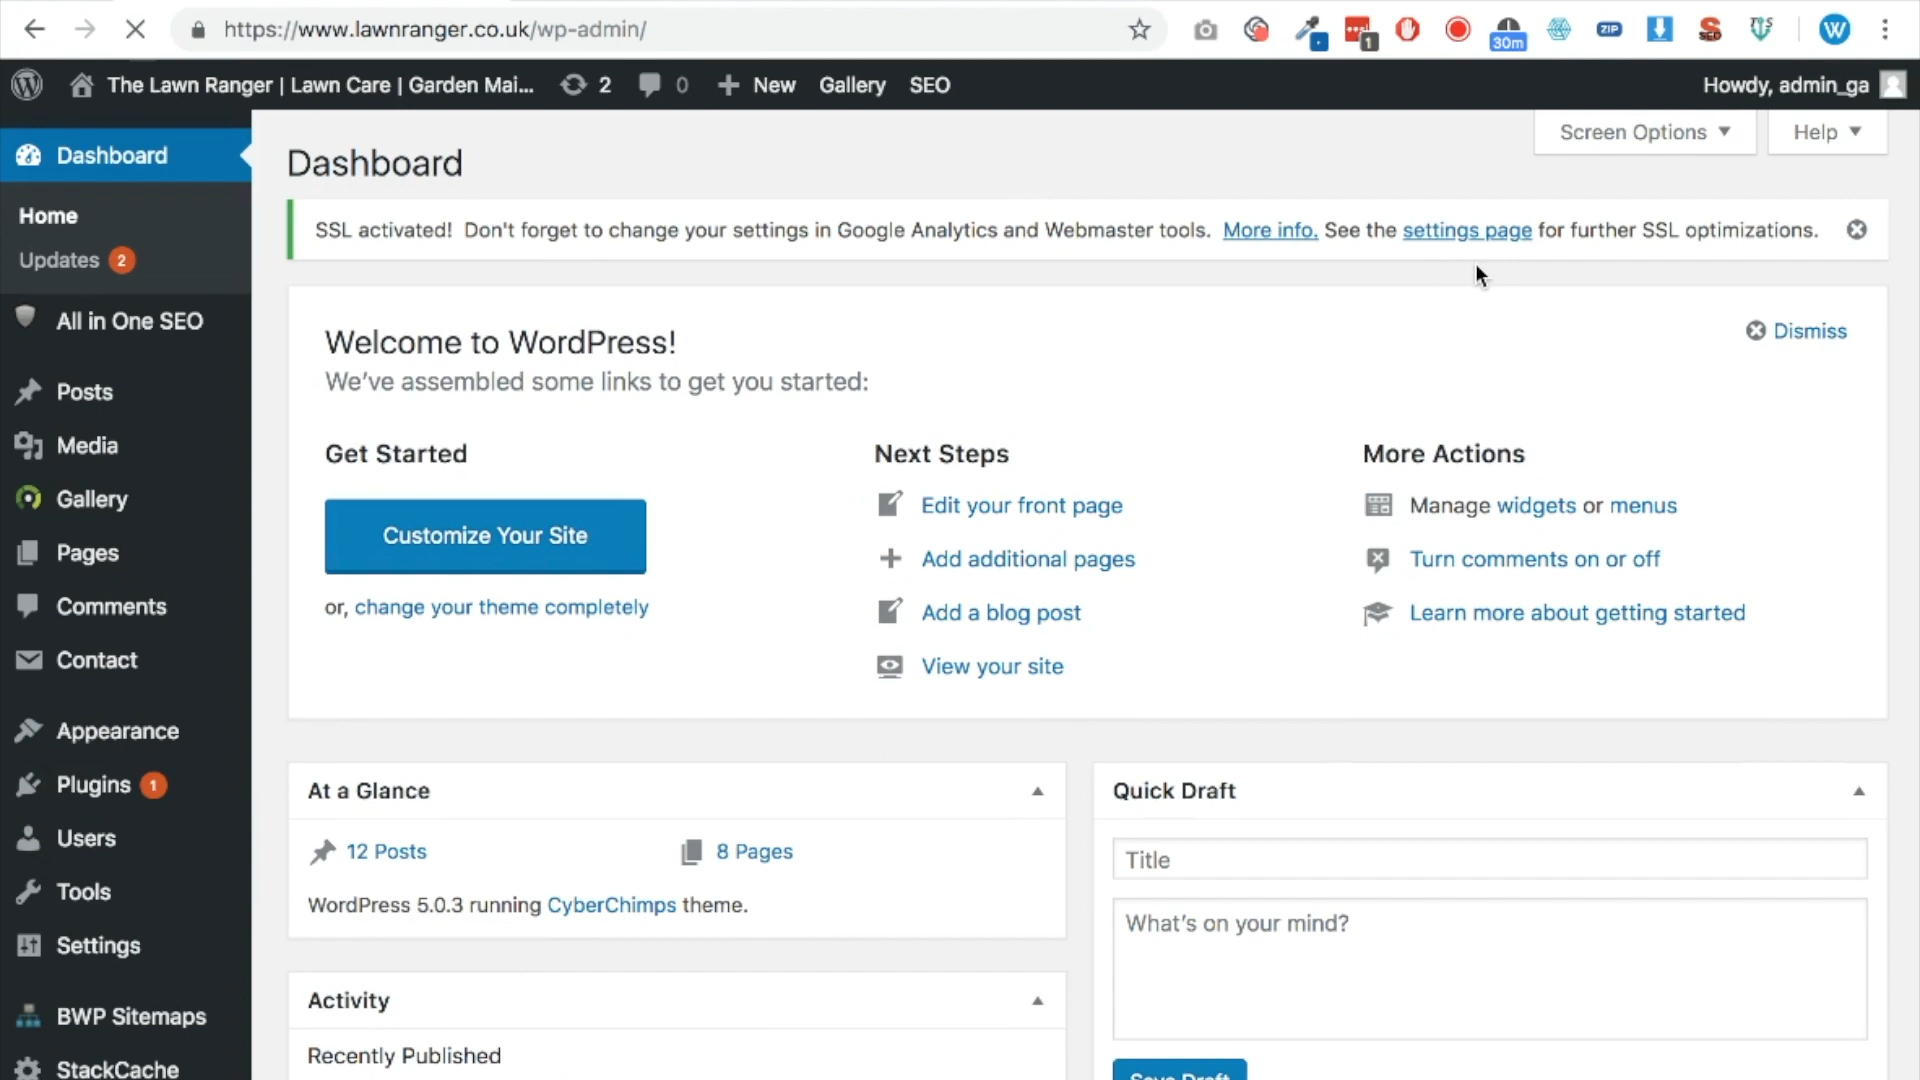 https://www.lawnranger.co.uk/wp-admin/
1
30m
ZIP
SEO
W
The Lawn Ranger | Lawn Care | Garden Mai...
2
0
New
Gallery
SEO
Howdy, admin_ga
Screen Options
Help
Dashboard
Home
Updates 2
All in One SEO
Posts
Media
Gallery
Pages
Comments
Contact
Appearance
Plugins 1
Users
Tools
Settings
BWP Sitemaps
StackCache
Dashboard
SSL activated! Don't forget to change your settings in Google Analytics and Webmaster tools. More info. See the settings page for further SSL optimizations.
Welcome to WordPress!
We've assembled some links to get you started:
Dismiss
Get Started
Customize Your Site
or, change your theme completely
Next Steps
Edit your front page
Add additional pages
Add a blog post
View your site
More Actions
Manage widgets or menus
Turn comments on or off
Learn more about getting started
At a Glance
12 Posts
8 Pages
WordPress 5.0.3 running CyberChimps theme.
Activity
Recently Published
Quick Draft
Title
What's on your mind?
Save Draft